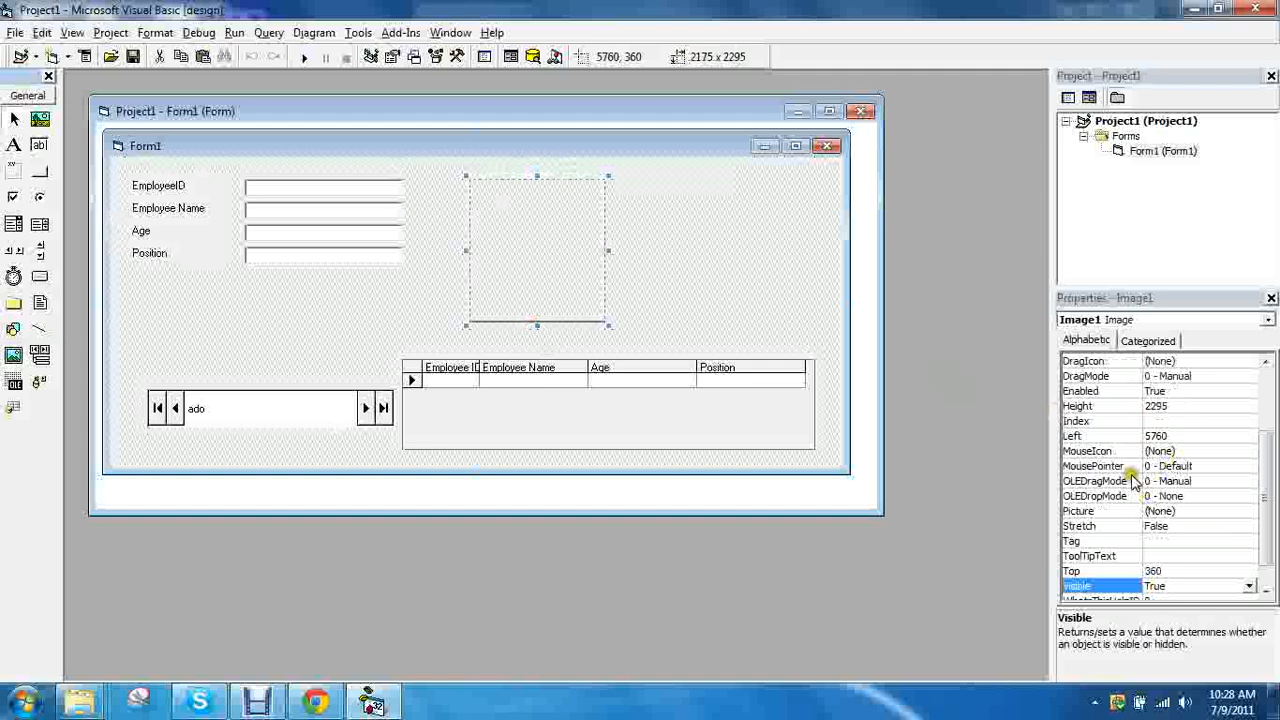 Project1 - Microsoft Visual Basic [design]
File Edit View Project Format Debug Run Query Diagram Tools Add-Ins Window Help
5760, 360 2175 x 2295
General
Project1 - Form1 (Form)
Form1
EmployeeID
Employee Name
Age
Position
Employee ID Employee Name Age Position
ado
Project - Project1
Project1 (Project1)
Forms
Form1 (Form1)
Properties - Image1
Image1 Image
Alphabetic Categorized
DragIcon (None)
DragMode 0 - Manual
Enabled True
Height 2295
Index
Left 5760
MouseIcon (None)
MousePointer 0 - Default
OLEDragMode 0 - Manual
OLEDropMode 0 - None
Picture (None)
Stretch False
Tag
ToolTipText
Top 360
Visible True
Visible
Returns/sets a value that determines whether
an object is visible or hidden.
10:28 AM
7/9/2011